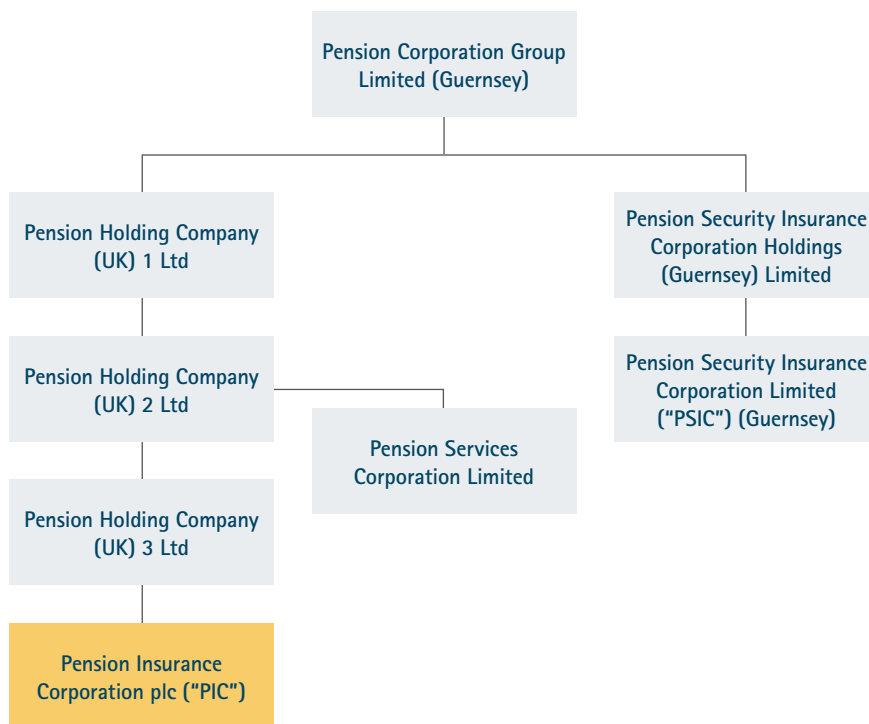 Pension Corporation Group
Limited (Guernsey)
Pension Holding Company
(UK) 1 Ltd
Pension Security Insurance
Corporation Holdings
(Guernsey) Limited
Pension Holding Company
(UK) 2 Ltd
Pension Security Insurance
Corporation Limited
(“PSIC”) (Guernsey)
Pension Services
Corporation Limited
Pension Holding Company
(UK) 3 Ltd
Pension Insurance
Corporation plc (“PIC”)